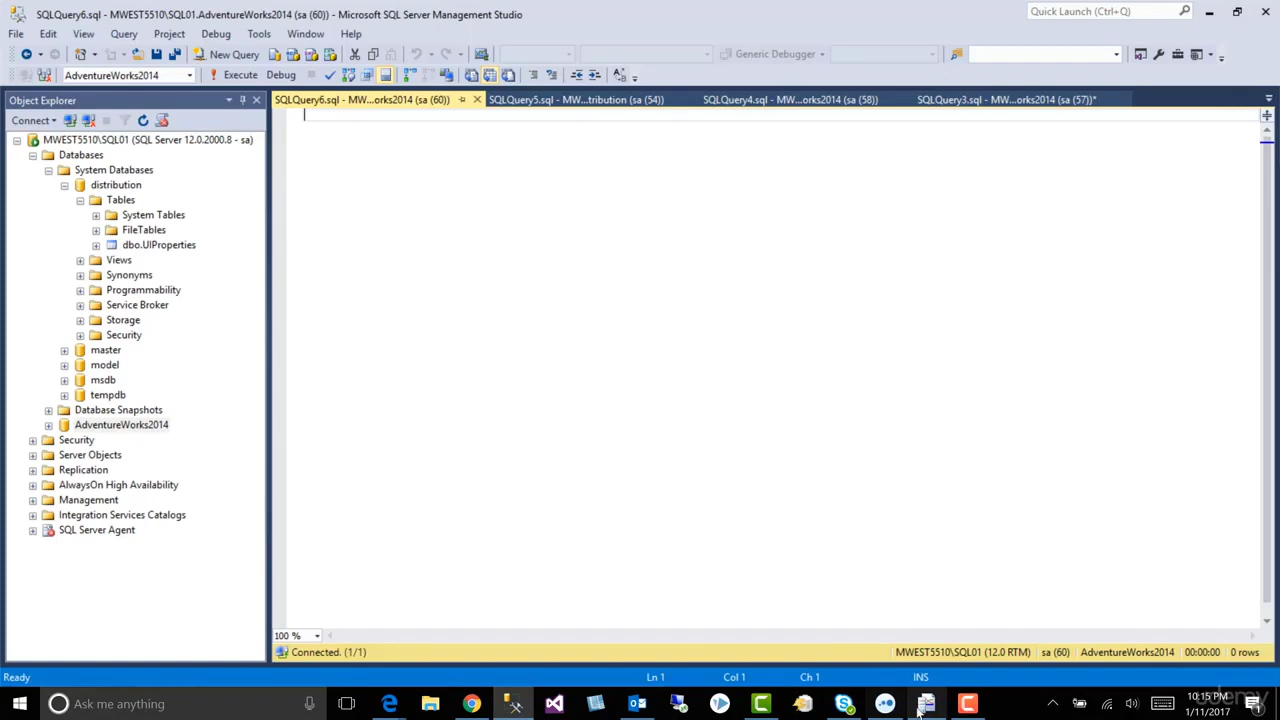 SQLQuery6.sql - MWEST5510\SQL01.AdventureWorks2014 (sa (60)) - Microsoft SQL Server Management Studio
Quick Launch (Ctrl+Q)
File Edit View Query Project Debug Tools Window Help
New Query
Generic Debugger
AdventureWorks2014
Execute Debug
Object Explorer
SQLQuery6.sql - MW...orks2014 (sa (60))
SQLQuery5.sql - MW...tribution (sa (54))
SQLQuery4.sql - MW...orks2014 (sa (58))
SQLQuery3.sql - MW...orks2014 (sa (57))*
Connect
MWEST5510\SQL01 (SQL Server 12.0.2000.8 - sa)
Databases
System Databases
distribution
Tables
System Tables
FileTables
dbo.UIProperties
Views
Synonyms
Programmability
Service Broker
Storage
Security
master
model
msdb
tempdb
Database Snapshots
AdventureWorks2014
Security
Server Objects
Replication
AlwaysOn High Availability
Management
Integration Services Catalogs
SQL Server Agent
100 %
Connected. (1/1)
MWEST5510\SQL01 (12.0 RTM)
sa (60)
AdventureWorks2014
00:00:00
0 rows
Ready
Ln 1
Col 1
Ch 1
INS
Ask me anything
10:15 PM
1/11/2017
udemy